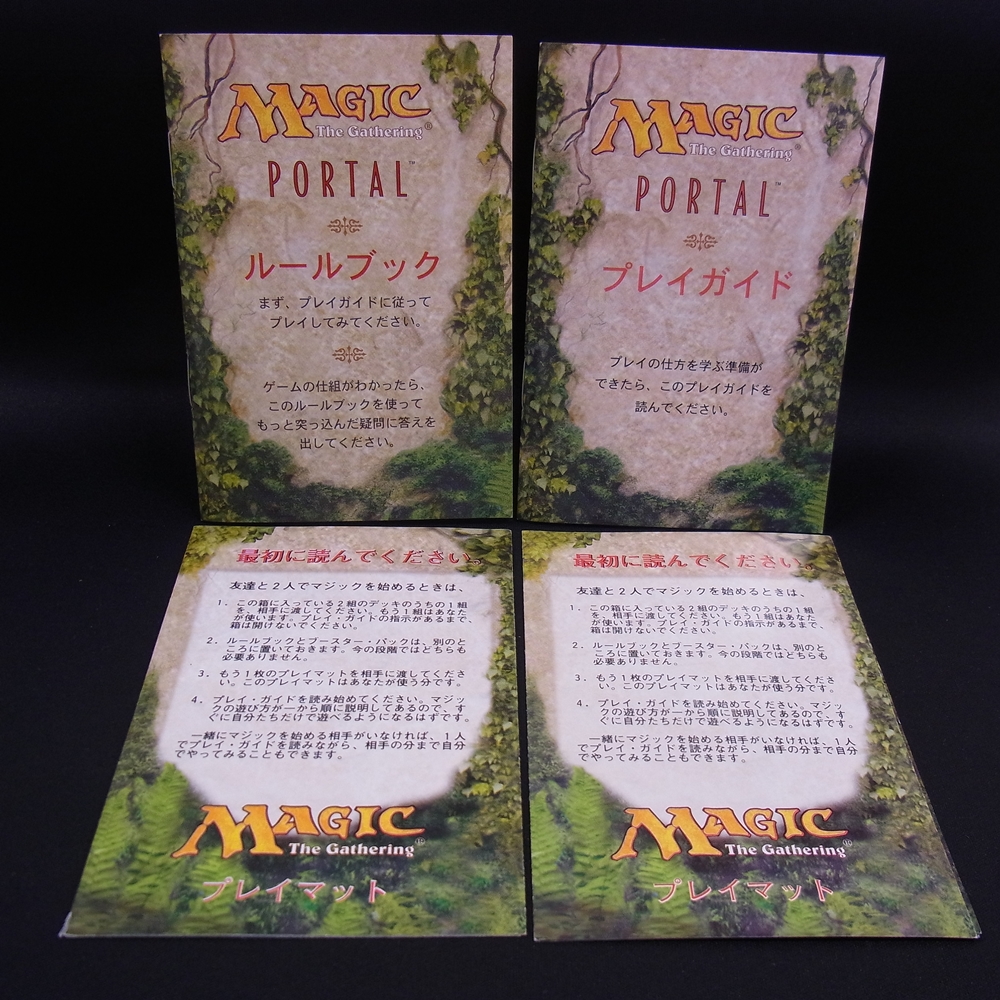 MAGIC
The Gathering®
PORTAL™
ルールブック
まず、プレイガイドに従って
プレイしてみてください。
ゲームの仕組がわかったら、
このルールブックを使って
もっと突っ込んだ疑問に答えを
出してください。
MAGIC
The Gathering®
PORTAL™
プレイガイド
プレイの仕方を学ぶ準備が
できたら、このプレイガイドを
読んでください。
最初に読んでください。
友達と2人でマジックを始めるときは、
1. この箱に入っている2組のデッキのうちの1組
を、相手に渡してください。もう1組はあなた
が使います。プレイ・ガイドの指示があるまで、
箱は開けないでください。
2. ルールブックとブースター・パックは、別のと
ころに置いておきます。今の段階ではどちらも
必要ありません。
3. もう1枚のプレイマットを相手に渡してくださ
い。このプレイマットはあなたが使う分です。
4. プレイ・ガイドを読み始めてください。マジッ
クの遊び方が一から順に説明してあるので、す
ぐに自分たちだけで遊べるようになるはずです。
一緒にマジックを始める相手がいなければ、1人
でプレイ・ガイドを読みながら、相手の分まで自分
でやってみることもできます。
MAGIC
The Gathering®
プレイマット
最初に読んでください。
友達と2人でマジックを始めるときは、
1. この箱に入っている2組のデッキのうちの1組
を、相手に渡してください。もう1組はあなた
が使います。プレイ・ガイドの指示があるまで、
箱は開けないでください。
2. ルールブックとブースター・パックは、別のと
ころに置いておきます。今の段階ではどちらも
必要ありません。
3. もう1枚のプレイマットを相手に渡してくださ
い。このプレイマットはあなたが使う分です。
4. プレイ・ガイドを読み始めてください。マジッ
クの遊び方が一から順に説明してあるので、す
ぐに自分たちだけで遊べるようになるはずです。
一緒にマジックを始める相手がいなければ、1人
でプレイ・ガイドを読みながら、相手の分まで自分
でやってみることもできます。
MAGIC
The Gathering®
プレイマット